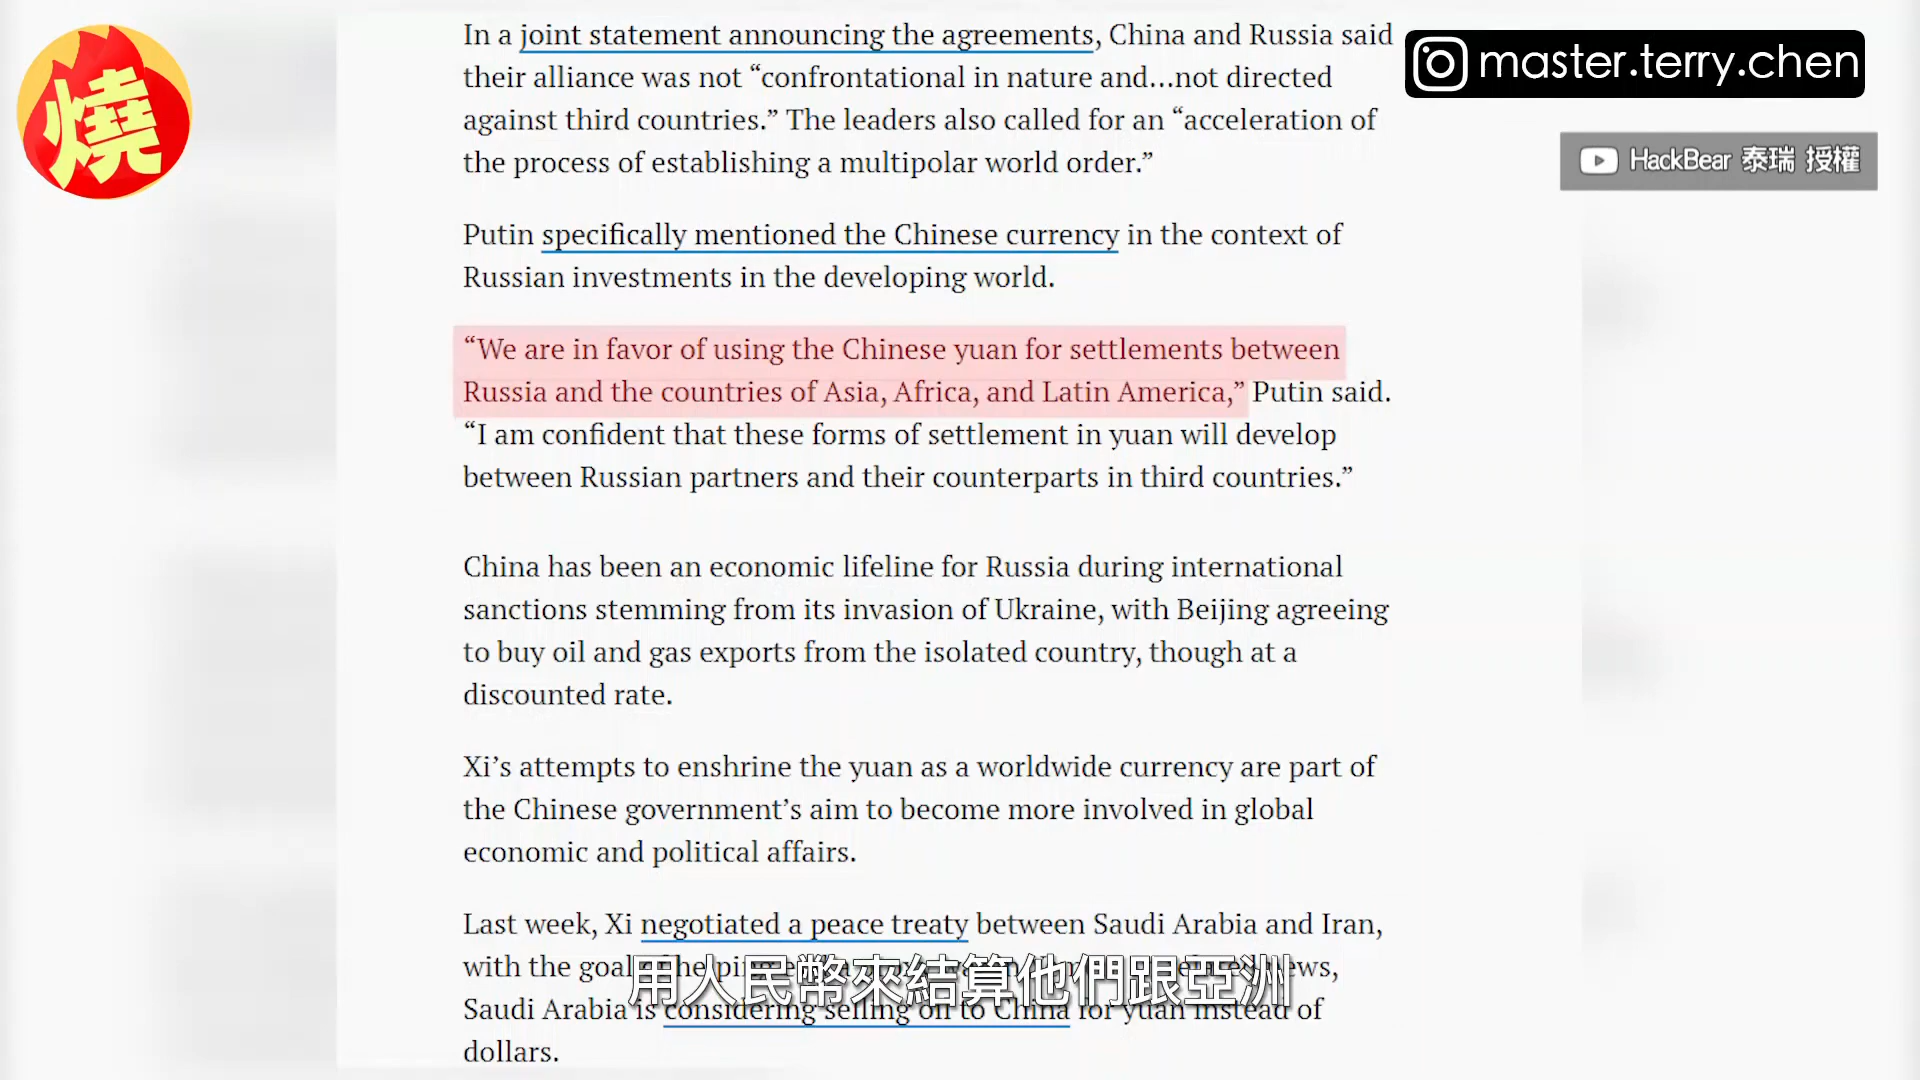 燒
master.terry.chen
HackBear 泰瑞 授權
In a joint statement announcing the agreements, China and Russia said
their alliance was not “confrontational in nature and…not directed
against third countries.” The leaders also called for an “acceleration of
the process of establishing a multipolar world order.”
Putin specifically mentioned the Chinese currency in the context of
Russian investments in the developing world.
“We are in favor of using the Chinese yuan for settlements between
Russia and the countries of Asia, Africa, and Latin America,” Putin said.
“I am confident that these forms of settlement in yuan will develop
between Russian partners and their counterparts in third countries.”
China has been an economic lifeline for Russia during international
sanctions stemming from its invasion of Ukraine, with Beijing agreeing
to buy oil and gas exports from the isolated country, though at a
discounted rate.
Xi’s attempts to enshrine the yuan as a worldwide currency are part of
the Chinese government’s aim to become more involved in global
economic and political affairs.
Last week, Xi negotiated a peace treaty between Saudi Arabia and Iran,
with the goal
用人民幣來結算他們跟亞洲
Saudi Arabia is considering selling oil to China for yuan instead of
dollars.